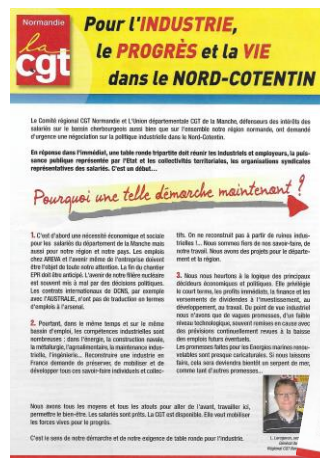 Normandie
la
cgt
Pour l'INDUSTRIE,
le PROGRÈS et la VIE
dans le NORD-COTENTIN
Le Comité régional CGT Normandie et L'Union départementale CGT de la Manche, défenseurs des intérêts des
salariés sur le bassin cherbourgeois aussi bien que sur l'ensemble notre région normande, ont demandé
d'urgence une négociation sur la politique industrielle dans le Nord-Cotentin.
En réponse dans l'immédiat, une table ronde tripartite doit réunir les industriels et employeurs, la puis-
sance publique représentée par l'Etat et les collectivités territoriales, les organisations syndicales
représentatives des salariés. C'est un début...
Pourquoi une telle démarche maintenant ?
1. C'est d'abord une nécessité économique et sociale
pour les salariés du département de la Manche mais
aussi pour notre région et notre pays. Les emplois
chez AREVA et l'avenir même de l'entreprise doivent
être l'objet de toute notre attention. La fin du chantier
EPR doit être anticipé. L'avenir de notre filière nucléaire
est souvent mis à mal par des décisions politiques.
Les contrats internationaux de DCNS, par exemple
avec l'AUSTRALIE, n'ont pas de traduction en termes
d'emplois à l'arsenal.
2. Pourtant, dans le même temps et sur le même
bassin d'emploi, les compétences industrielles sont
nombreuses : dans l'énergie, la construction navale,
la métallurgie, l'agroalimentaire, la maintenance indus-
trielle, l'ingénierie... Reconstruire une industrie en
France demande de préserver, de mobiliser et de
développer tous ces savoir-faire individuels et collec-
tifs. On ne reconstruit pas à partir de ruines indus-
trielles !... Nous sommes fiers de nos savoir-faire, de
notre travail. Nous avons des projets pour le départe-
ment et la région.
3. Nous nous heurtons à la logique des principaux
décideurs économiques et politiques. Elle privilégie
le court terme, les profits immédiats, la finance et les
versements de dividendes à l'investissement, au
développement, au travail. Du point de vue industriel
nous n'avons que de vagues promesses, d'un faible
niveau technologique, souvent remises en cause avec
des prévisions continuellement revues à la baisse
des emplois futurs éventuels.
Les promesses faites pour les Energies marines renou-
velables sont presque caricaturales. Si nous laissons
faire, cela sera deviendra bientôt un serpent de mer,
comme tant d'autres promesses...
Nous avons tous les moyens et tous les atouts pour aller de l'avant, travailler ici,
permettre le bien-être. Les salariés sont prêts. La CGT est disponible. Elle veut mobiliser
les forces vives pour le progrès.
C'est le sens de notre démarche et de notre exigence de table ronde pour l'industrie.